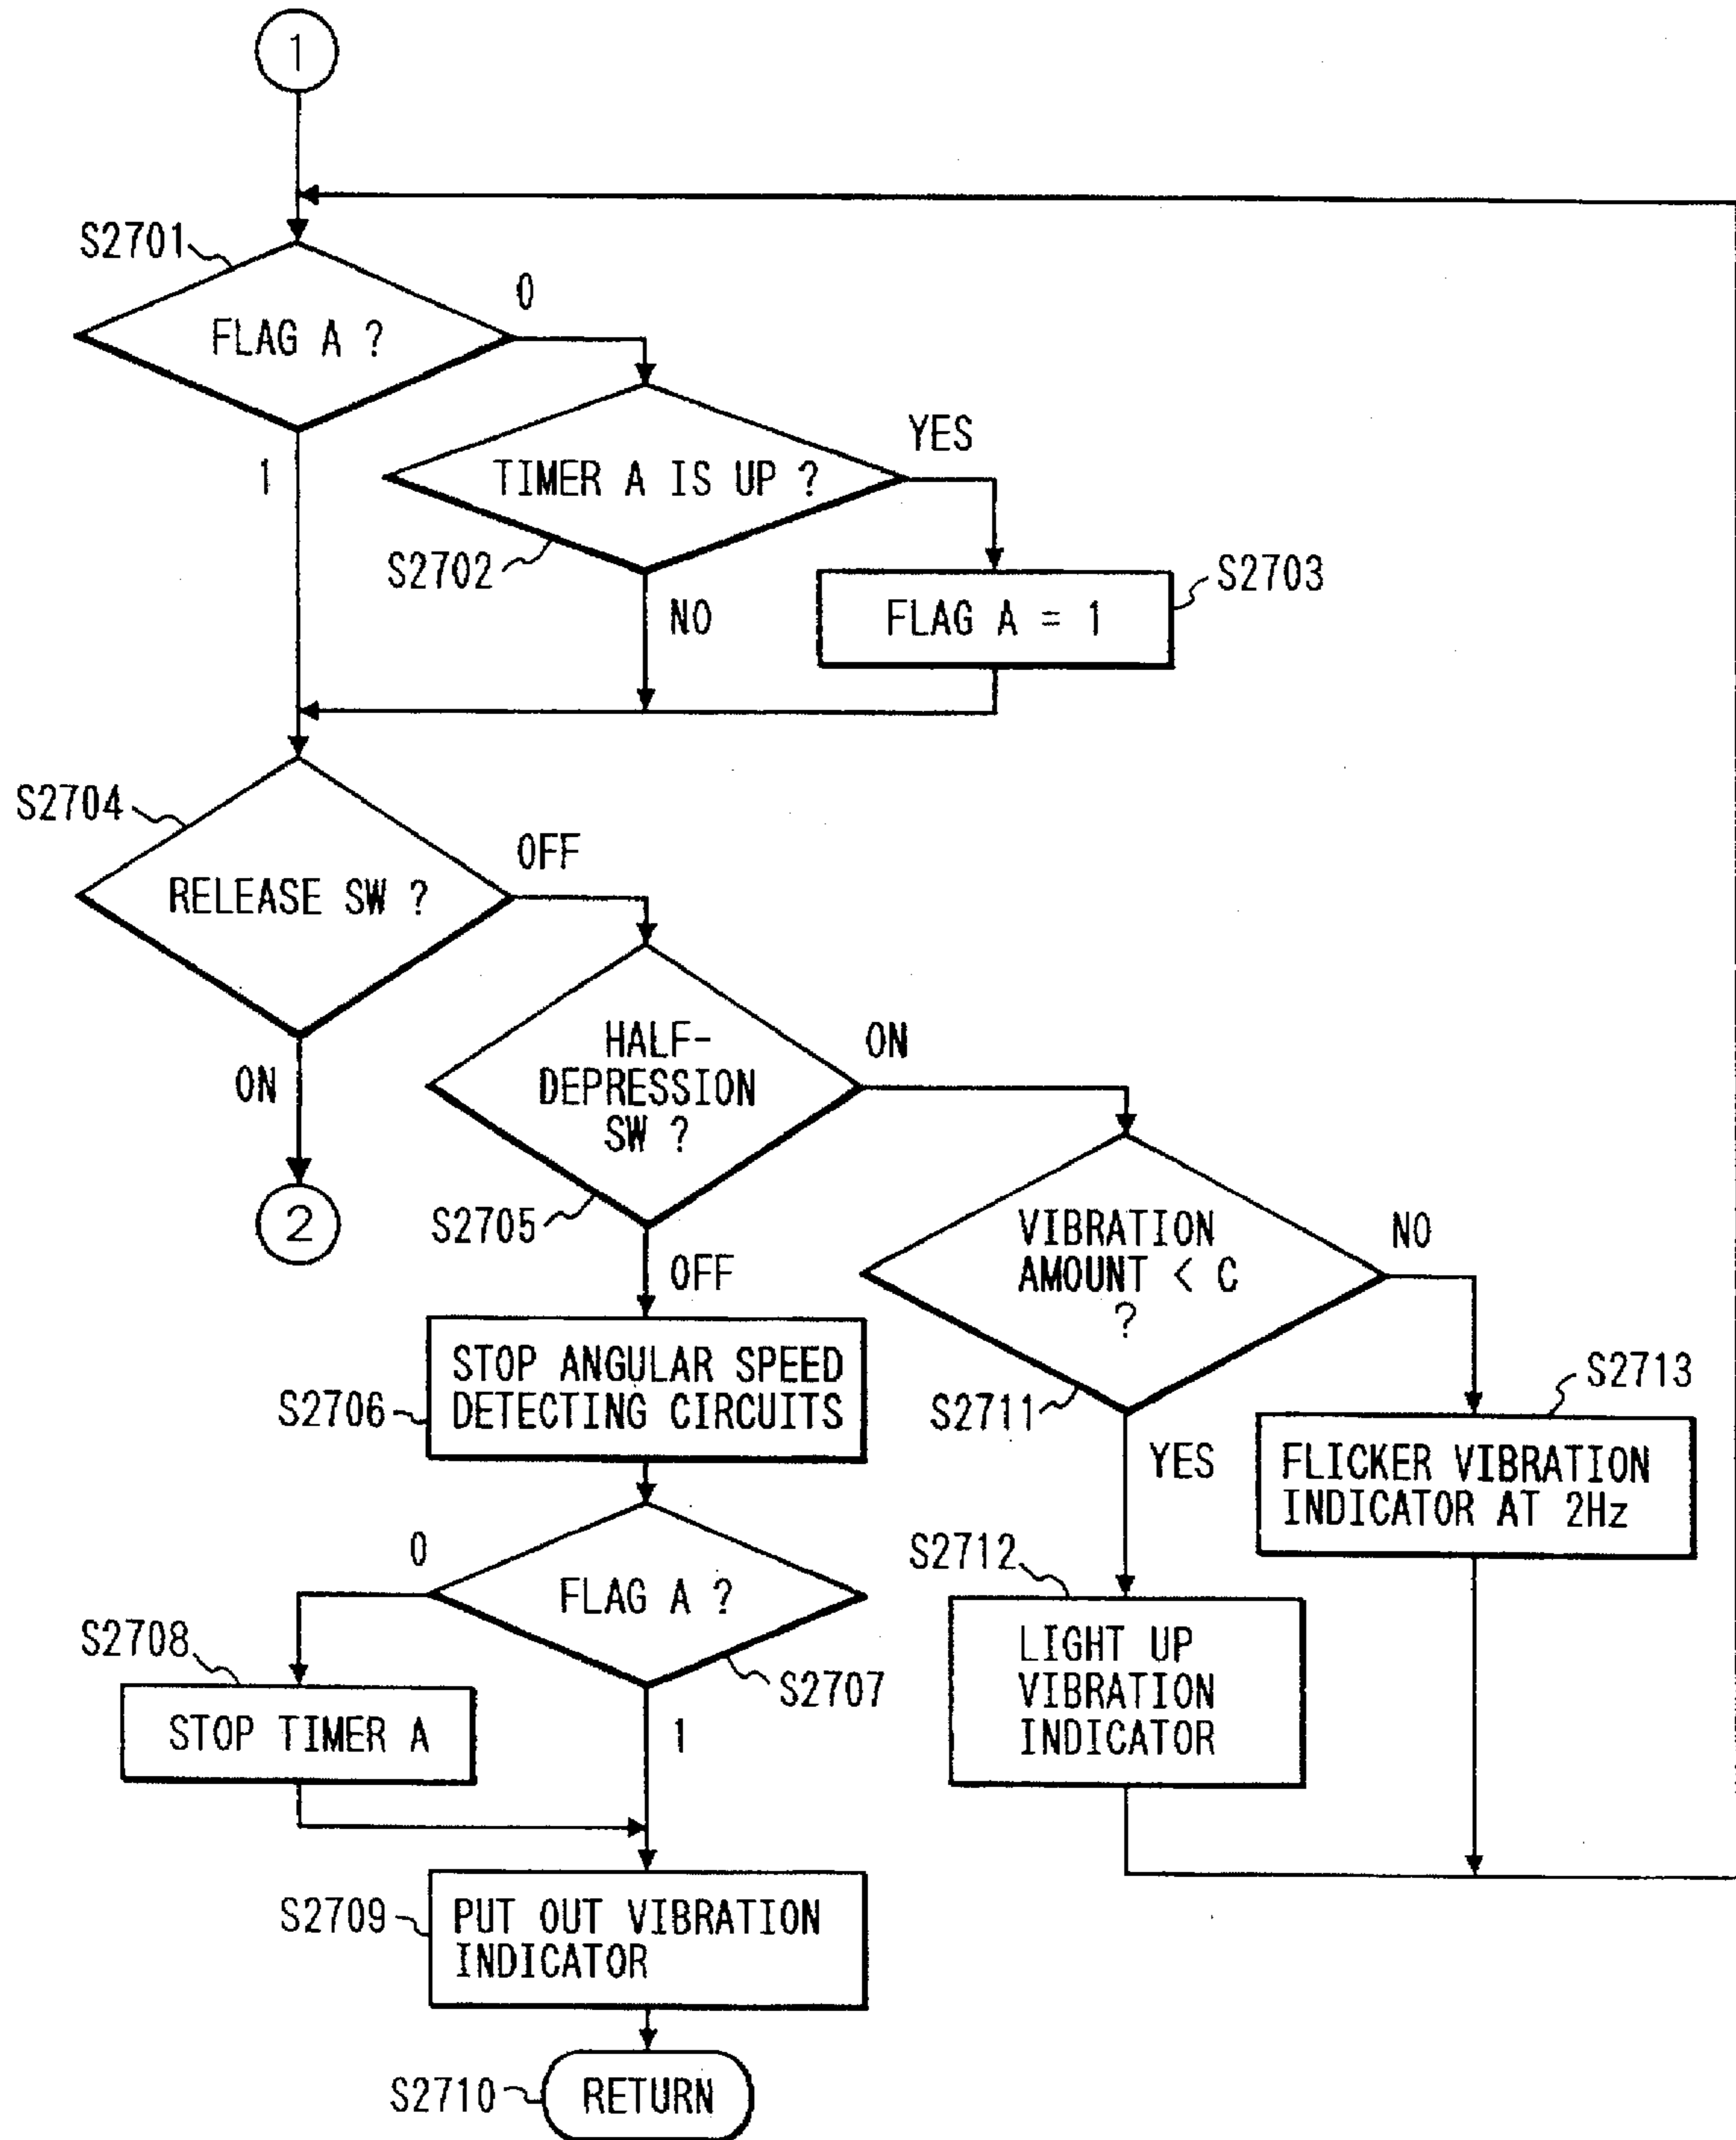 1
S2701
FLAG A ?
0
1
TIMER A IS UP ?
YES
S2702
NO
S2703
FLAG A = 1
S2704
RELEASE SW ?
OFF
ON
2
HALF-
DEPRESSION
SW ?
ON
S2705
OFF
VIBRATION
AMOUNT < C
?
NO
S2711
YES
STOP ANGULAR SPEED
DETECTING CIRCUITS
S2706
S2713
FLICKER VIBRATION
INDICATOR AT 2Hz
S2712
LIGHT UP
VIBRATION
INDICATOR
0
FLAG A ?
S2707
S2708
STOP TIMER A
1
S2709
PUT OUT VIBRATION
INDICATOR
S2710
RETURN